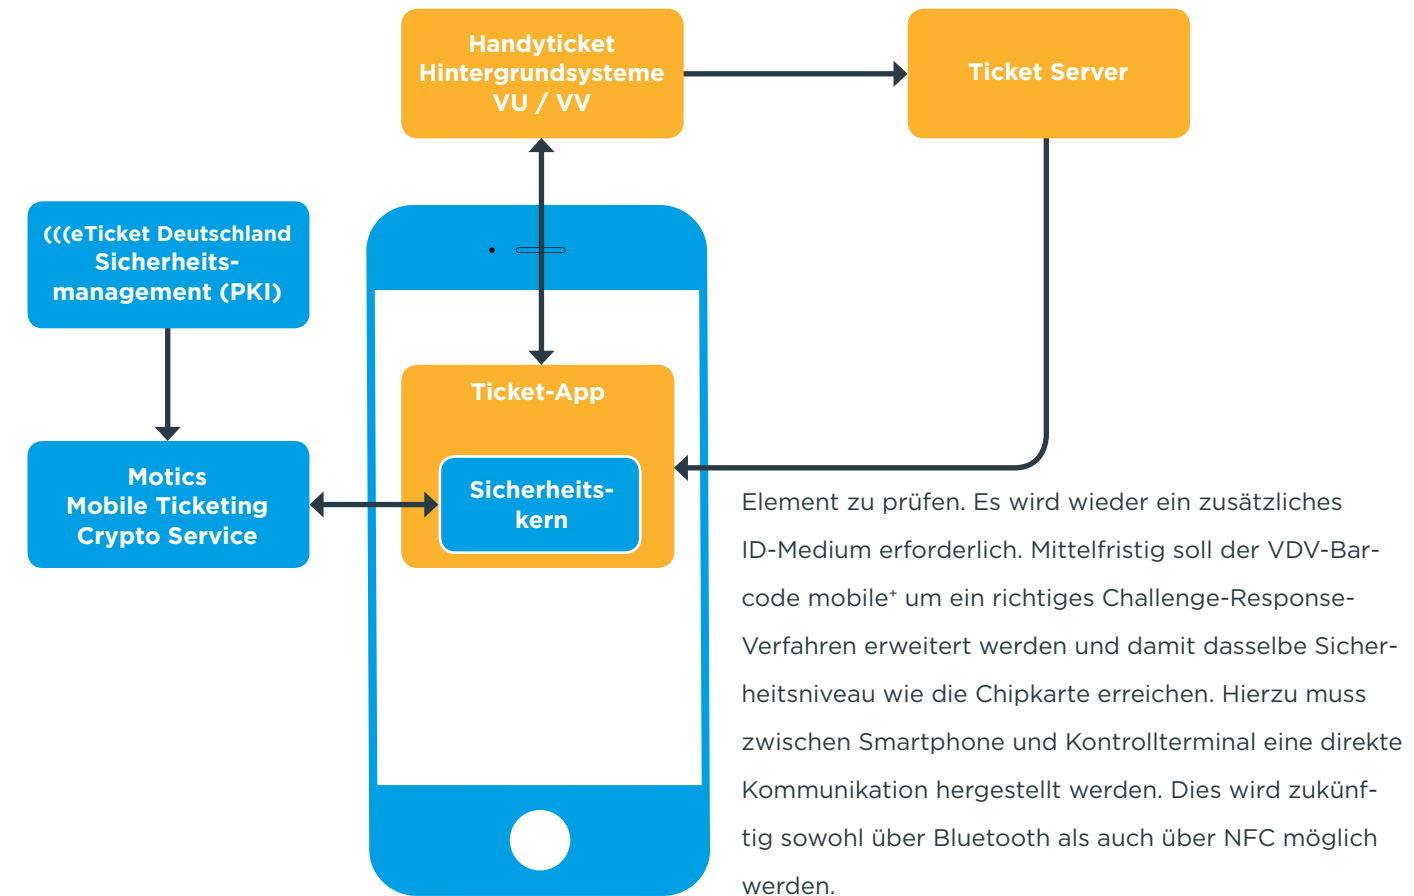 Handyticket
Hintergrundsysteme
VU / VV
Ticket Server
(((eTicket Deutschland
Sicherheits-
management (PKI)
Ticket-App
Motics
Mobile Ticketing
Crypto Service
Sicherheits-
kern
Element zu prüfen. Es wird wieder ein zusätzliches
ID-Medium erforderlich. Mittelfristig soll der VDV-Bar-
code mobile⁺ um ein richtiges Challenge-Response-
Verfahren erweitert werden und damit dasselbe Sicher-
heitsniveau wie die Chipkarte erreichen. Hierzu muss
zwischen Smartphone und Kontrollterminal eine direkte
Kommunikation hergestellt werden. Dies wird zukünf-
tig sowohl über Bluetooth als auch über NFC möglich
werden.